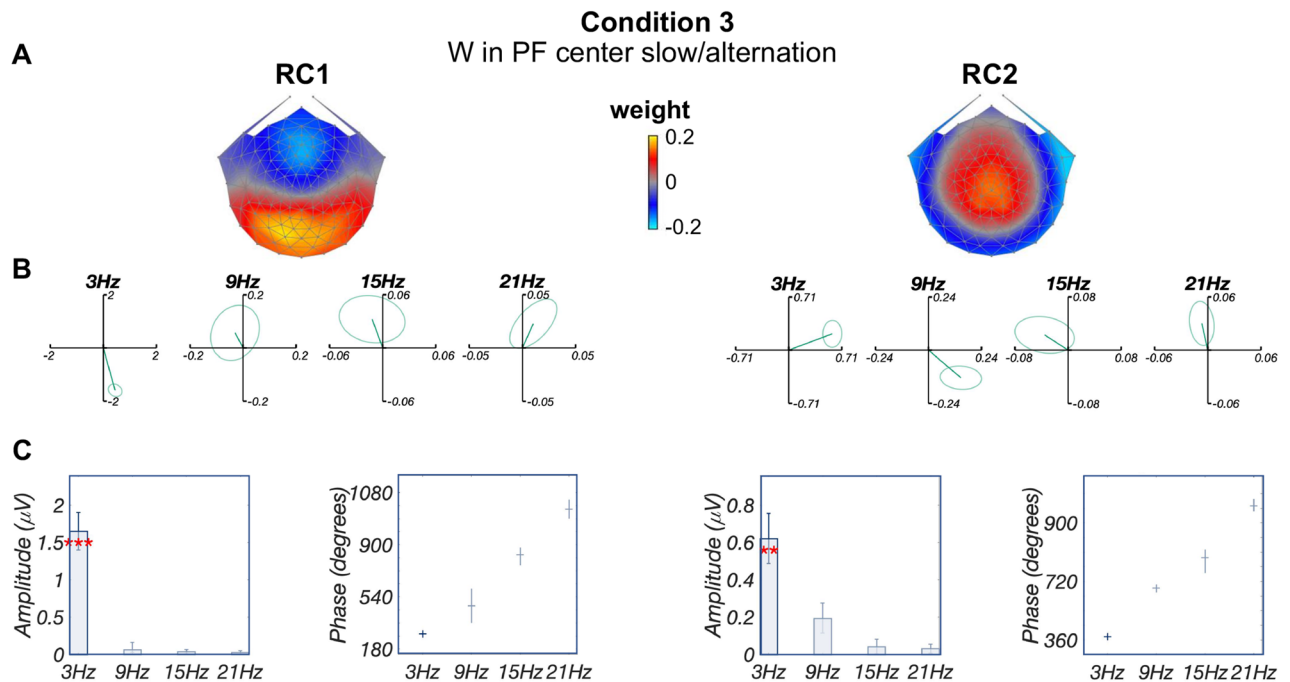 Condition 3
W in PF center slow/alternation
A
RC1
RC2
weight
0.2
0
-0.2
B
3Hz
9Hz
15Hz
21Hz
2
-2
2
-2
0.2
-0.2
0.2
-0.2
0.06
-0.06
0.06
-0.06
0.05
-0.05
0.05
-0.05
3Hz
9Hz
15Hz
21Hz
0.71
-0.71
0.71
-0.71
0.24
-0.24
0.24
-0.24
0.08
-0.08
0.08
-0.08
0.06
-0.06
0.06
-0.06
C
Amplitude (μV)
2
1.5
1
0.5
0
***
3Hz 9Hz 15Hz 21Hz
Phase (degrees)
1080
900
540
180
3Hz 9Hz 15Hz 21Hz
Amplitude (μV)
0.8
0.6
0.4
0.2
0
**
3Hz 9Hz 15Hz 21Hz
Phase (degrees)
900
720
360
3Hz 9Hz 15Hz 21Hz